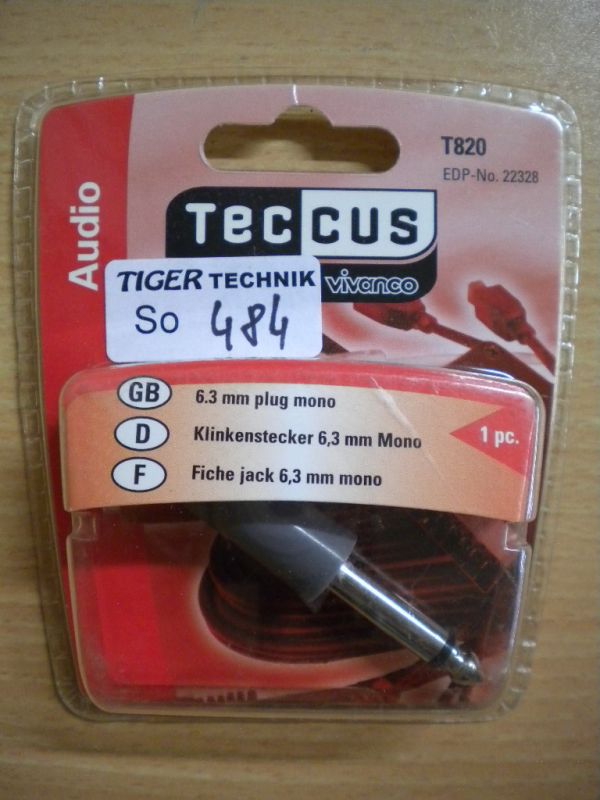 T820
EDP-No. 22328
Audio
TECCUS
vivanco
TIGER TECHNIK
So 484
GB 6.3 mm plug mono
D Klinkenstecker 6,3 mm Mono
F Fiche jack 6,3 mm mono
1 pc.